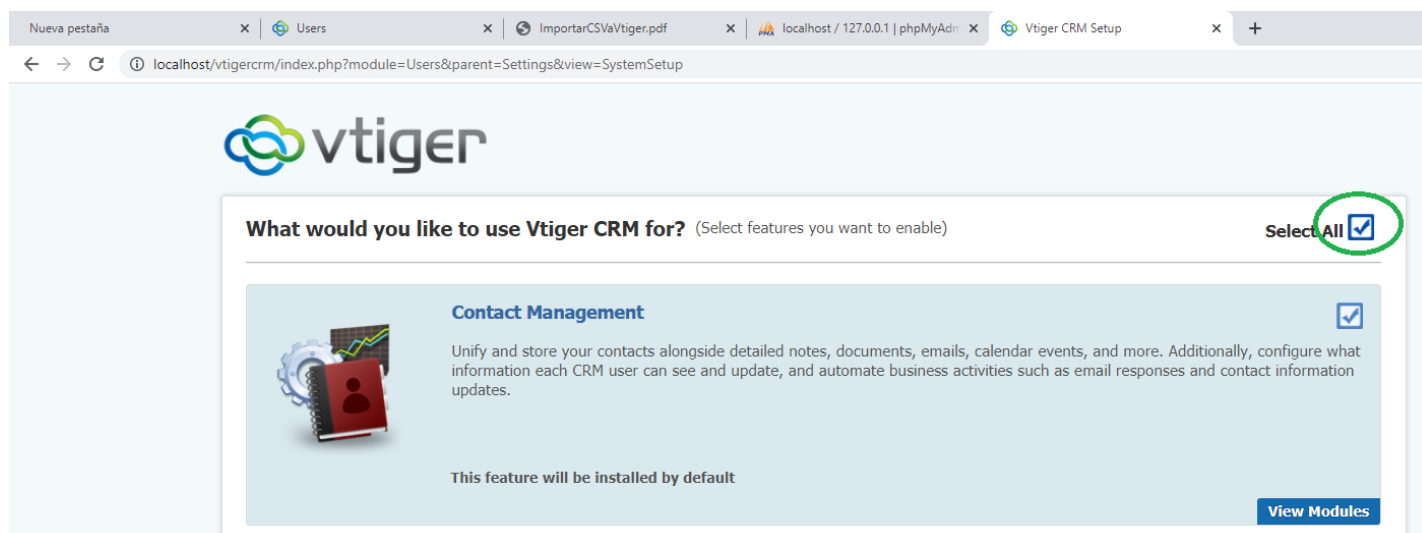 Nueva pestaña
Users
ImportarCSVaVtiger.pdf
localhost / 127.0.0.1 | phpMyAdm
Vtiger CRM Setup
localhost/vtigercrm/index.php?module=Users&parent=Settings&view=SystemSetup
vtiger
What would you like to use Vtiger CRM for? (Select features you want to enable) Select All
Contact Management
Unify and store your contacts alongside detailed notes, documents, emails, calendar events, and more. Additionally, configure what
information each CRM user can see and update, and automate business activities such as email responses and contact information
updates.
This feature will be installed by default
View Modules